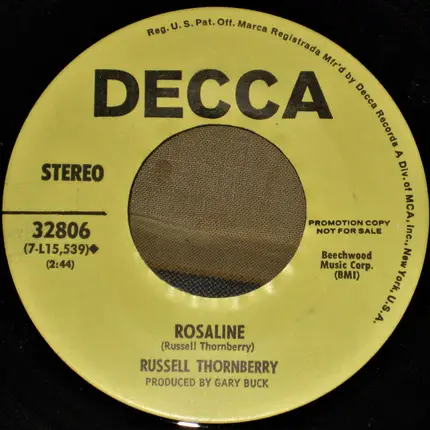 Reg. U.S. Pat. Off. Marca Registrada Mfr'd by Decca Records A Div. of MCA, Inc., New York, U.S.A.
DECCA
STEREO
32806
(7-L15,539)◆
(2:44)
PROMOTION COPY
NOT FOR SALE
Beechwood
Music Corp.
(BMI)
ROSALINE
(Russell Thornberry)
RUSSELL THORNBERRY
PRODUCED BY GARY BUCK